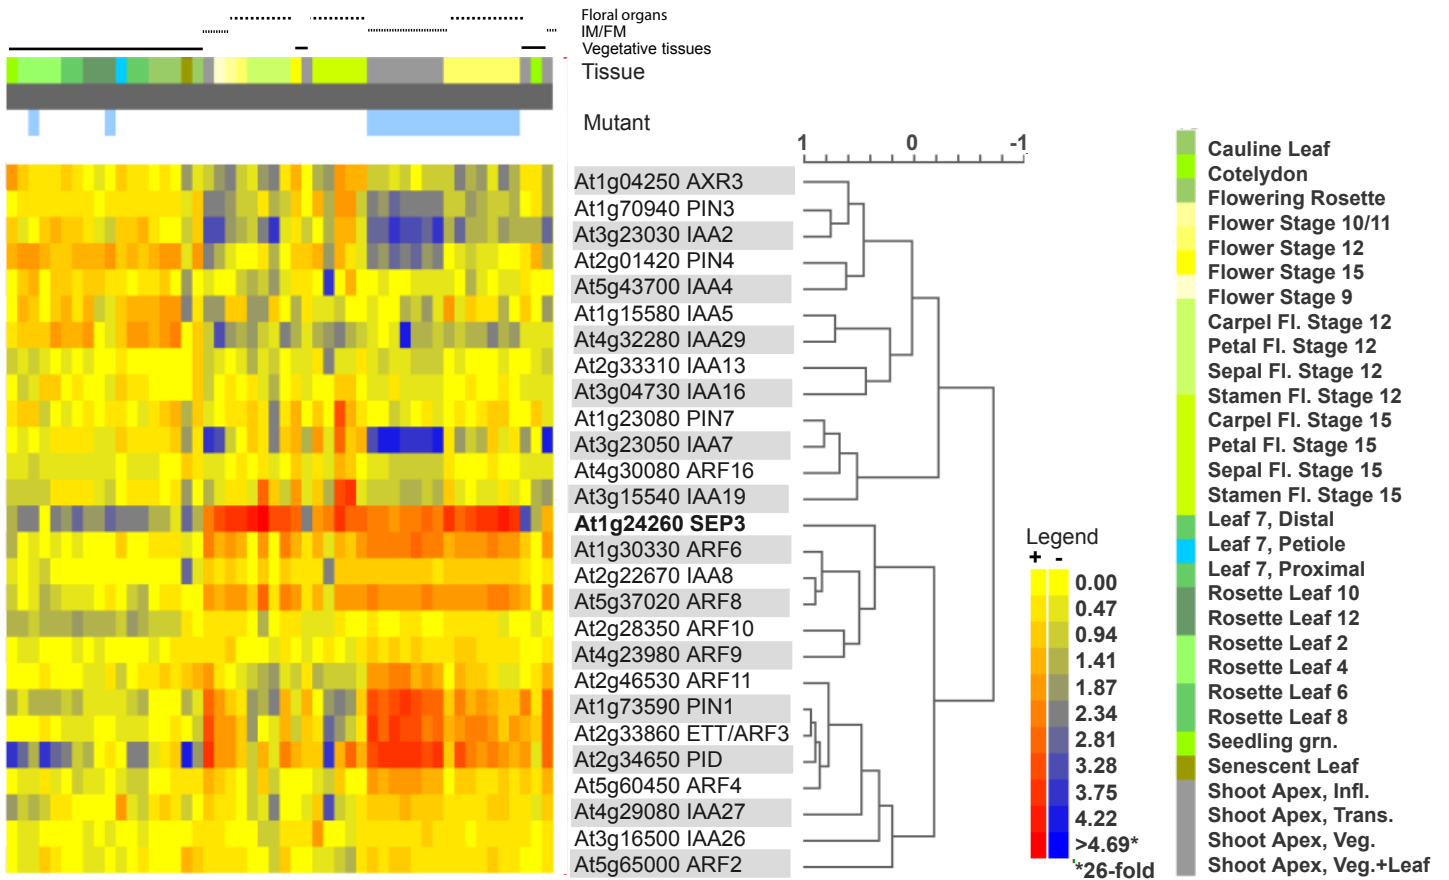 Floral organs
IM/FM
Vegetative tissues
Tissue
Mutant
1 0 -1
At1g04250 AXR3
At1g70940 PIN3
At3g23030 IAA2
At2g01420 PIN4
At5g43700 IAA4
At1g15580 IAA5
At4g32280 IAA29
At2g33310 IAA13
At3g04730 IAA16
At1g23080 PIN7
At3g23050 IAA7
At4g30080 ARF16
At3g15540 IAA19
At1g24260 SEP3
At1g30330 ARF6
At2g22670 IAA8
At5g37020 ARF8
At2g28350 ARF10
At4g23980 ARF9
At2g46530 ARF11
At1g73590 PIN1
At2g33860 ETT/ARF3
At2g34650 PID
At5g60450 ARF4
At4g29080 IAA27
At3g16500 IAA26
At5g65000 ARF2
Legend
+ -
0.00
0.47
0.94
1.41
1.87
2.34
2.81
3.28
3.75
4.22
>4.69*
*26-fold
Cauline Leaf
Cotelydon
Flowering Rosette
Flower Stage 10/11
Flower Stage 12
Flower Stage 15
Flower Stage 9
Carpel Fl. Stage 12
Petal Fl. Stage 12
Sepal Fl. Stage 12
Stamen Fl. Stage 12
Carpel Fl. Stage 15
Petal Fl. Stage 15
Sepal Fl. Stage 15
Stamen Fl. Stage 15
Leaf 7, Distal
Leaf 7, Petiole
Leaf 7, Proximal
Rosette Leaf 10
Rosette Leaf 12
Rosette Leaf 2
Rosette Leaf 4
Rosette Leaf 6
Rosette Leaf 8
Seedling grn.
Senescent Leaf
Shoot Apex, Infl.
Shoot Apex, Trans.
Shoot Apex, Veg.
Shoot Apex, Veg.+Leaf